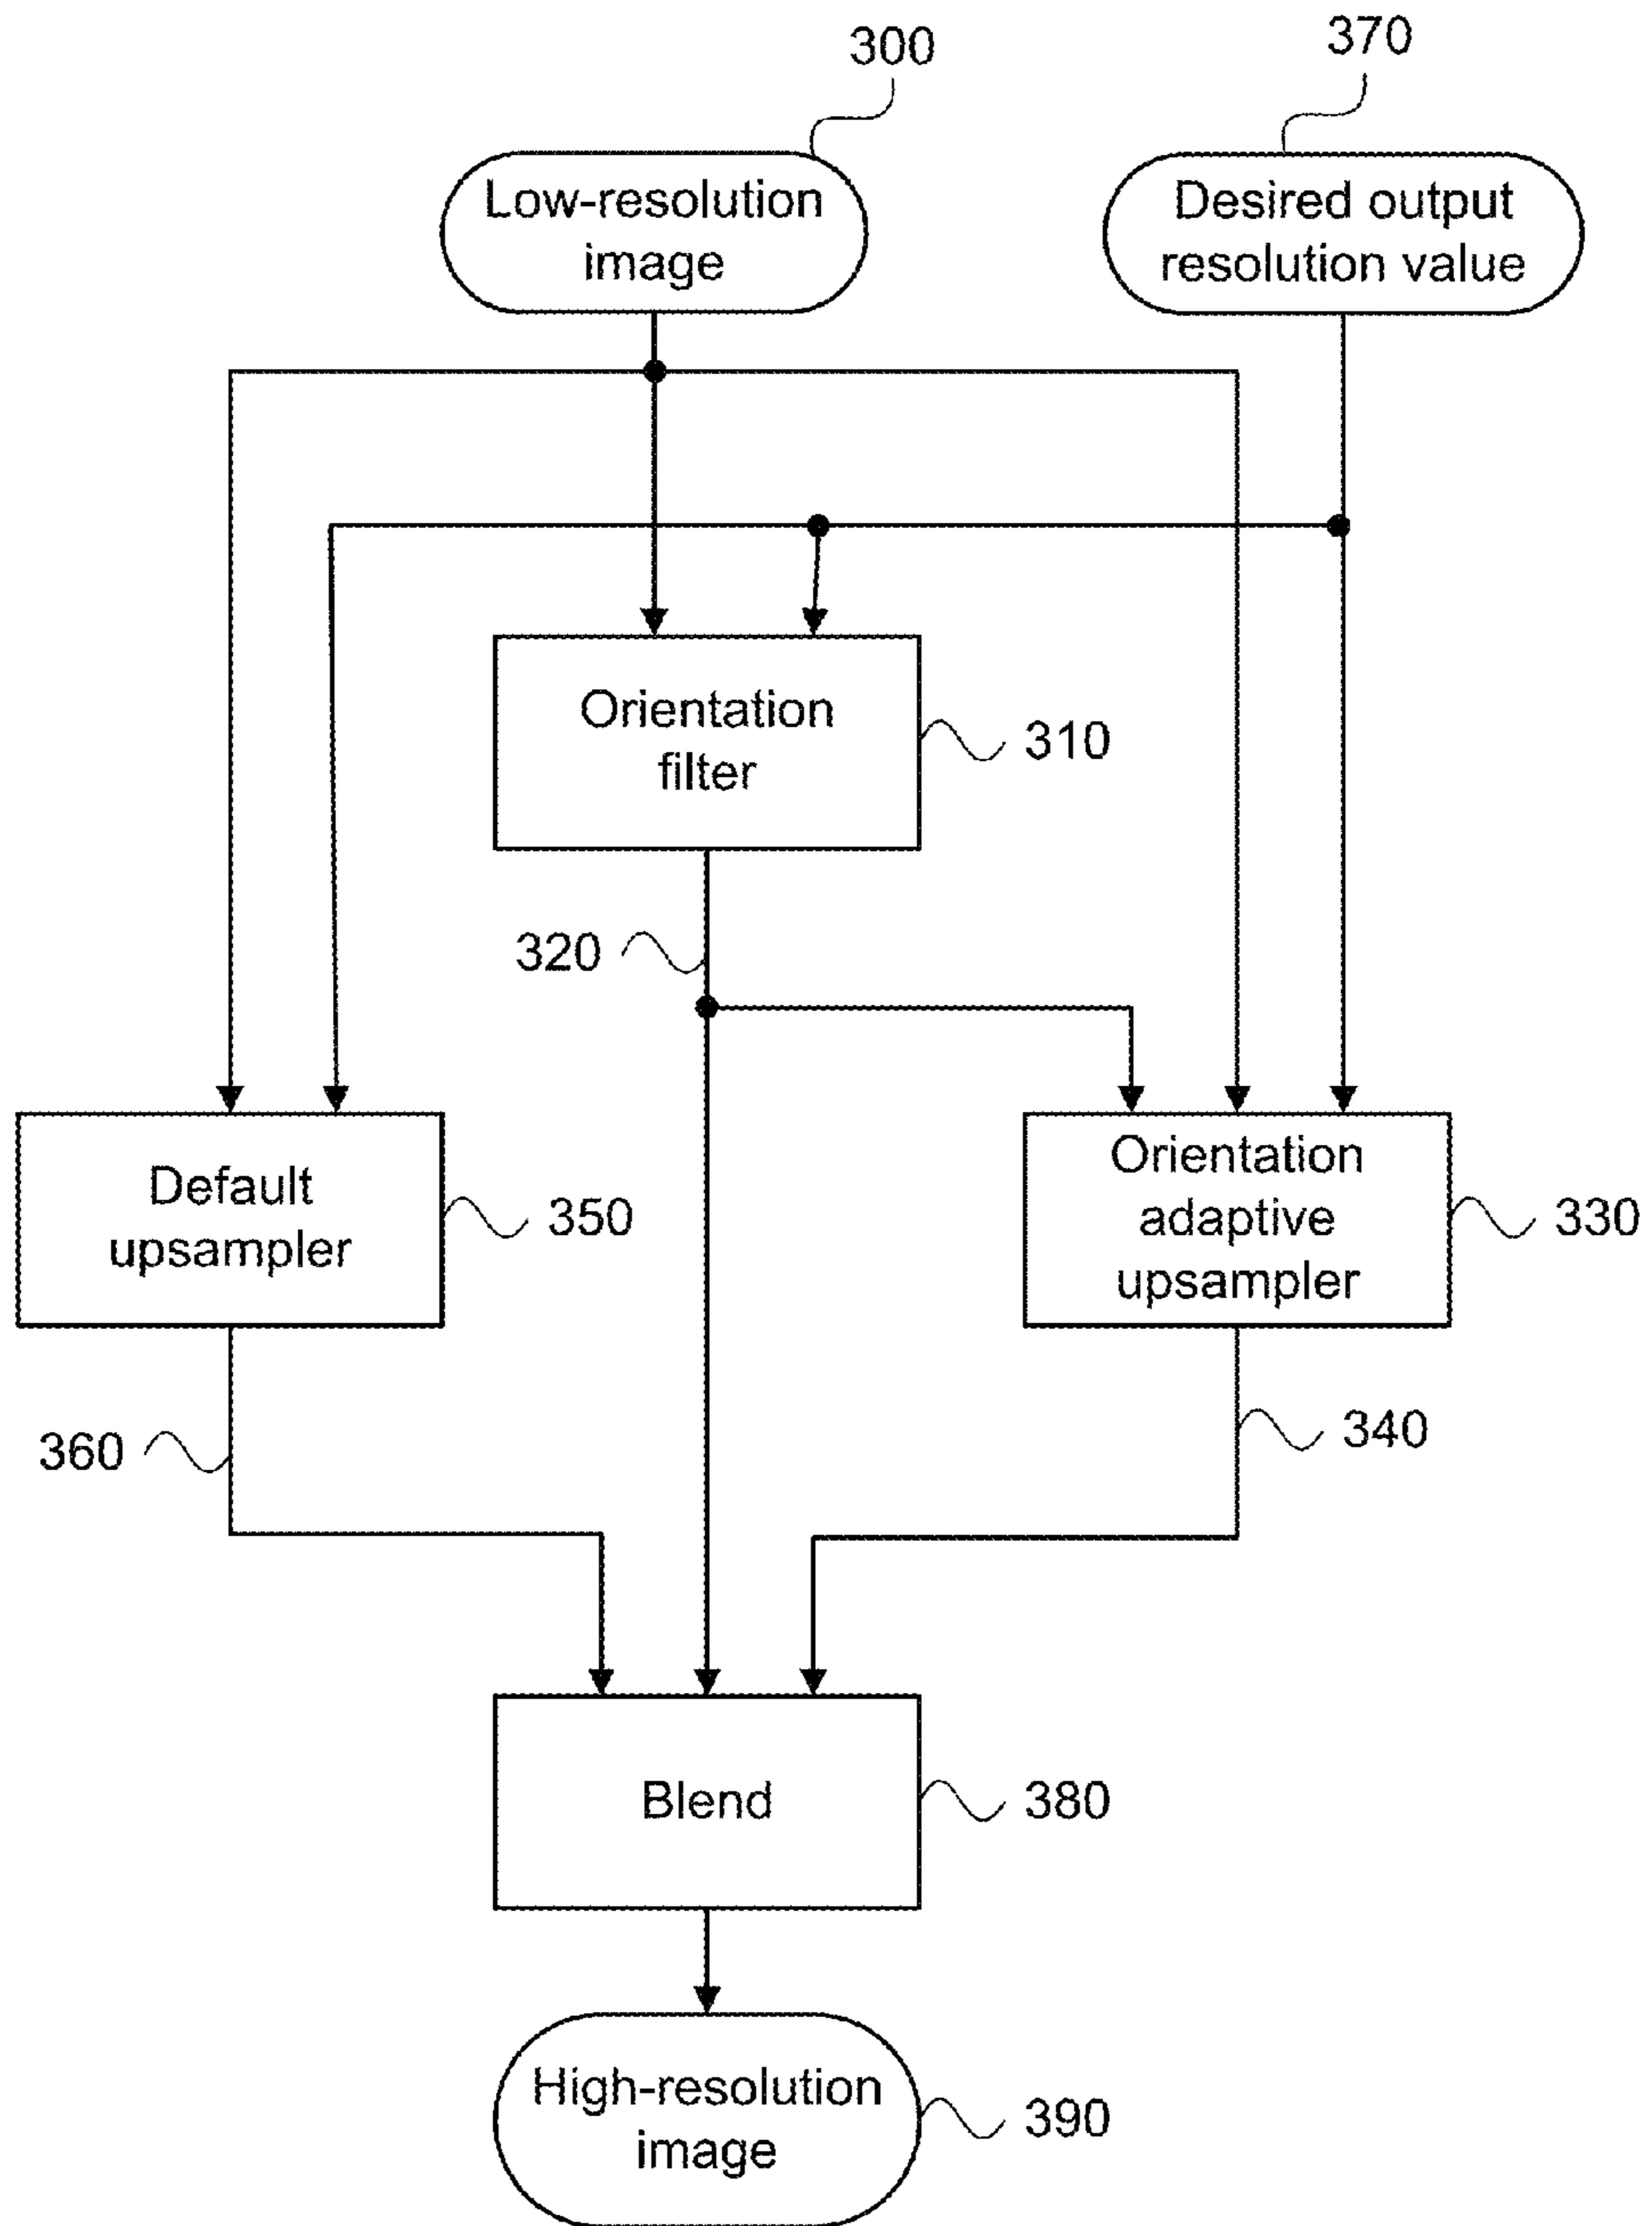 300
370
Low-resolution
image
Desired output
resolution value
Orientation
filter
310
320
Default
upsampler
350
Orientation
adaptive
upsampler
330
360
340
Blend
380
High-resolution
image
390